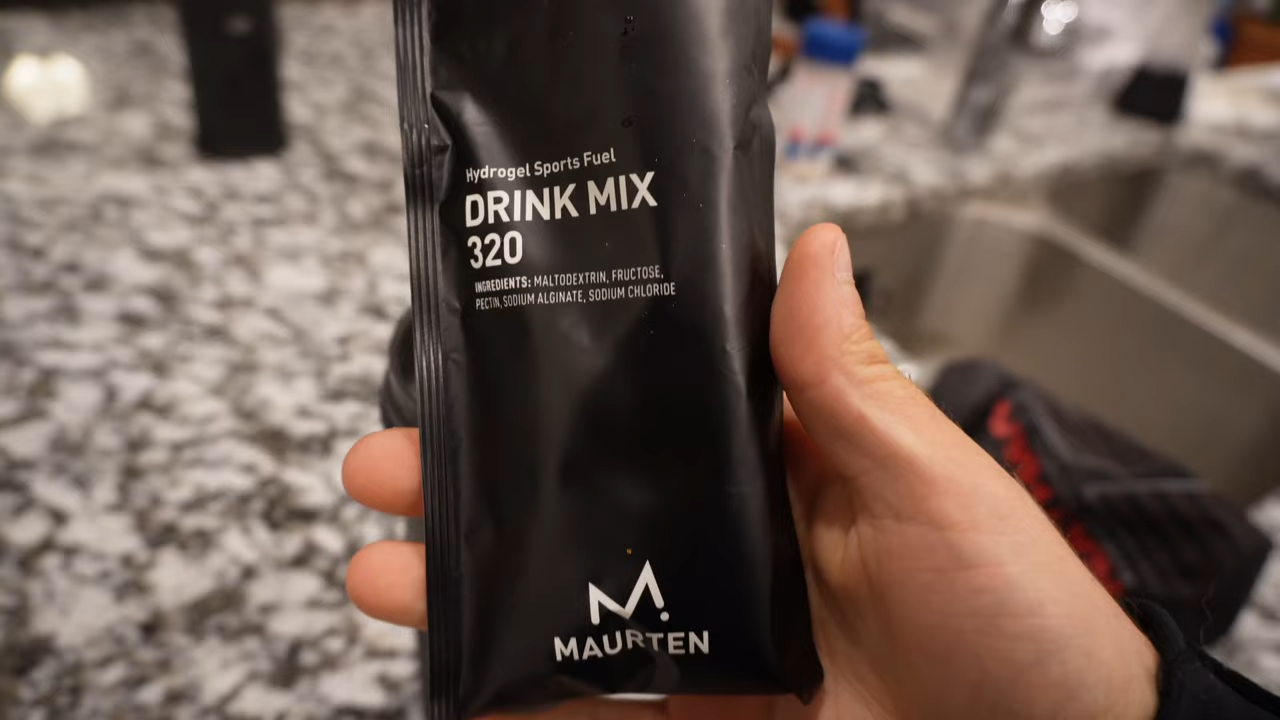 Hydrogel Sports Fuel
DRINK MIX
320
INGREDIENTS: MALTODEXTRIN, FRUCTOSE,
PECTIN, SODIUM ALGINATE, SODIUM CHLORIDE
M.
MAURTEN